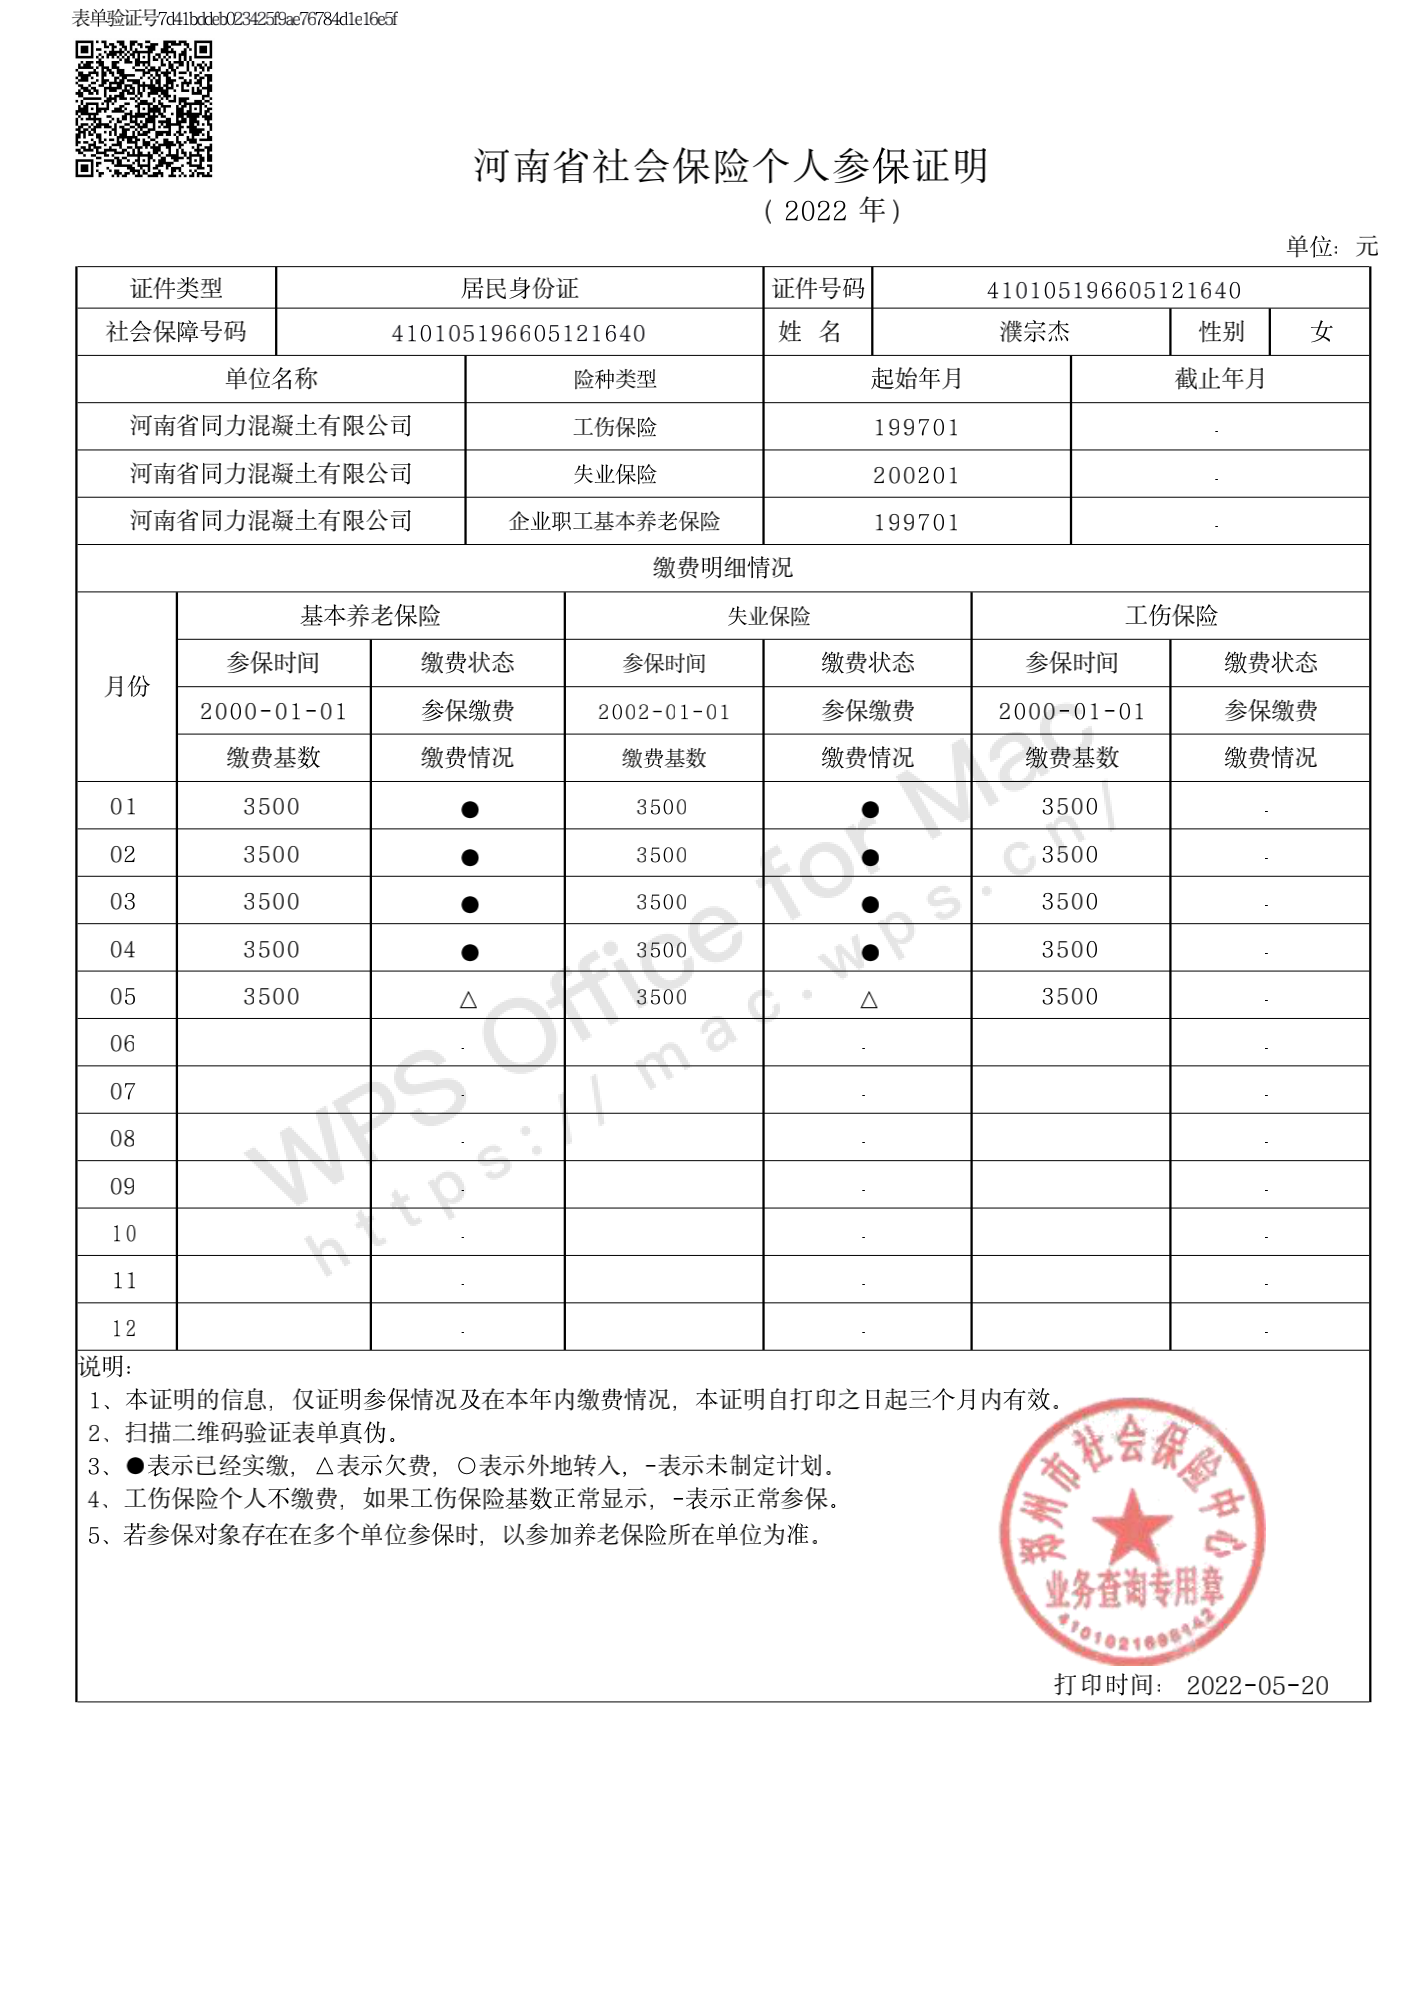 表单验证号7d41bddeb023425f9ae76784d1e16e5f
河南省社会保险个人参保证明
( 2022 年)
单位: 元
证件类型 居民身份证 证件号码 410105196605121640
社会保障号码 410105196605121640 姓 名 濮宗杰 性别 女
单位名称 险种类型 起始年月 截止年月
河南省同力混凝土有限公司 工伤保险 199701 -
河南省同力混凝土有限公司 失业保险 200201 -
河南省同力混凝土有限公司 企业职工基本养老保险 199701 -
缴费明细情况
月份 基本养老保险 失业保险 工伤保险
参保时间 缴费状态 参保时间 缴费状态 参保时间 缴费状态
2000-01-01 参保缴费 2002-01-01 参保缴费 2000-01-01 参保缴费
缴费基数 缴费情况 缴费基数 缴费情况 缴费基数 缴费情况
01 3500 ● 3500 ● 3500 -
02 3500 ● 3500 ● 3500 -
03 3500 ● 3500 ● 3500 -
04 3500 ● 3500 ● 3500 -
05 3500 △ 3500 △ 3500 -
06 - - -
07 - - -
08 - - -
09 - - -
10 - - -
11 - - -
12 - - -
WPS Office for Mac
https://mac.wps.cn/
说明:
1、本证明的信息, 仅证明参保情况及在本年内缴费情况, 本证明自打印之日起三个月内有效。
2、扫描二维码验证表单真伪。
3、●表示已经实缴, △表示欠费, ○表示外地转入, -表示未制定计划。
4、工伤保险个人不缴费, 如果工伤保险基数正常显示, -表示正常参保。
5、若参保对象存在在多个单位参保时, 以参加养老保险所在单位为准。
郑州市社会保险中心
业务查询专用章
打印时间: 2022-05-20